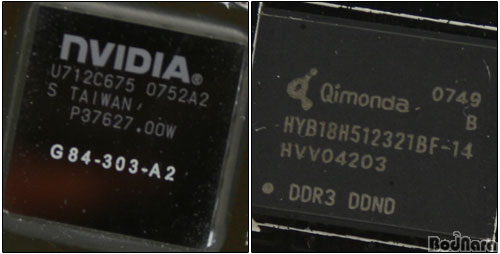 nVIDIA®
U712C675 0752A2
S TAIWAN
P37627.00W
G84-303-A2
Qimonda 0749
B
HYB18H512321BF-14
HVV04203
DDR3 DDND
BodNara